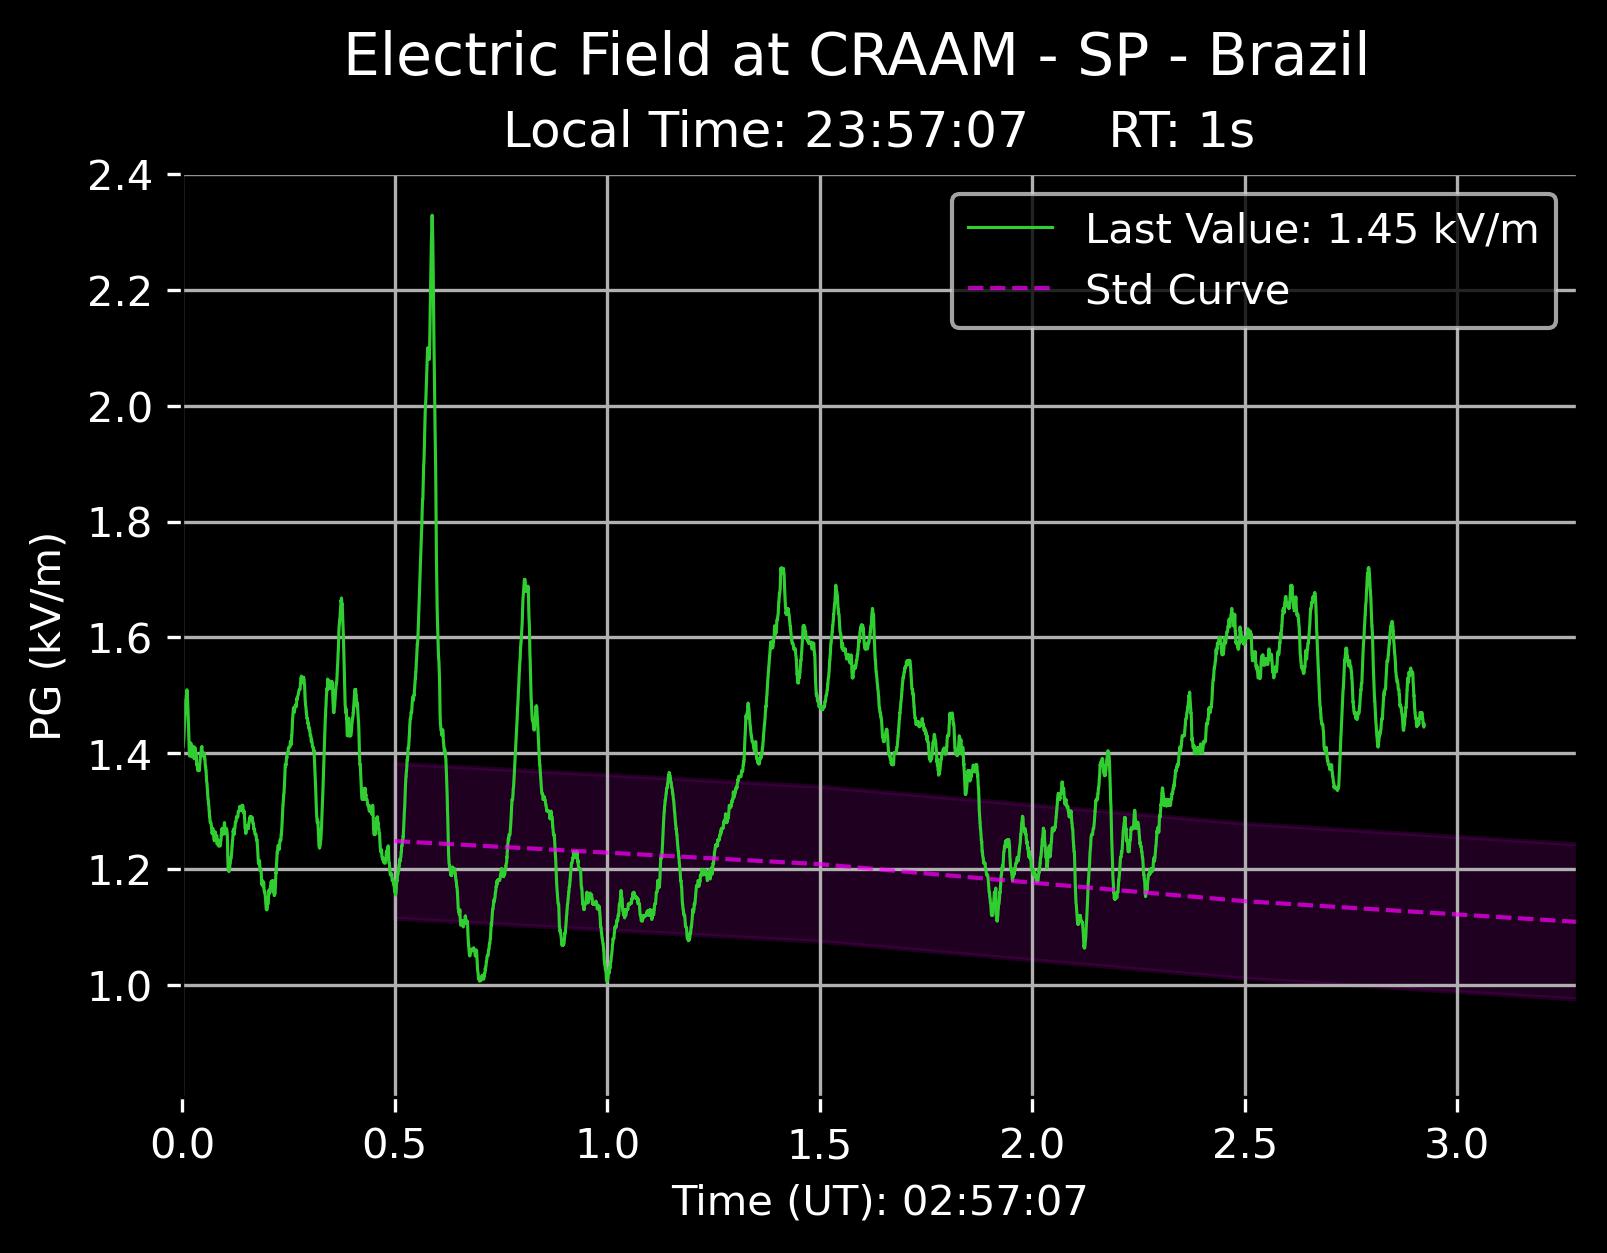 Electric Field at CRAAM - SP - Brazil
Local Time: 23:57:07 RT: 1s
Last Value: 1.45 kV/m
Std Curve
PG (kV/m)
2.4
2.2
2.0
1.8
1.6
1.4
1.2
1.0
0.0 0.5 1.0 1.5 2.0 2.5 3.0
Time (UT): 02:57:07